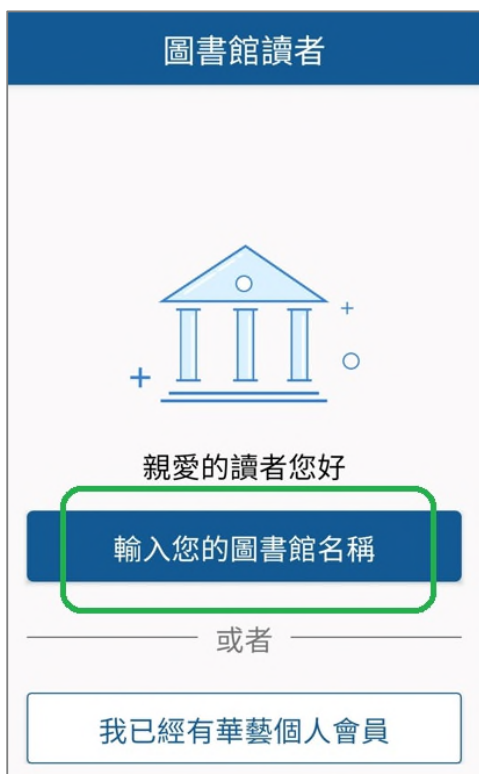 圖書館讀者
親愛的讀者您好
輸入您的圖書館名稱
或者
我已經有華藝個人會員